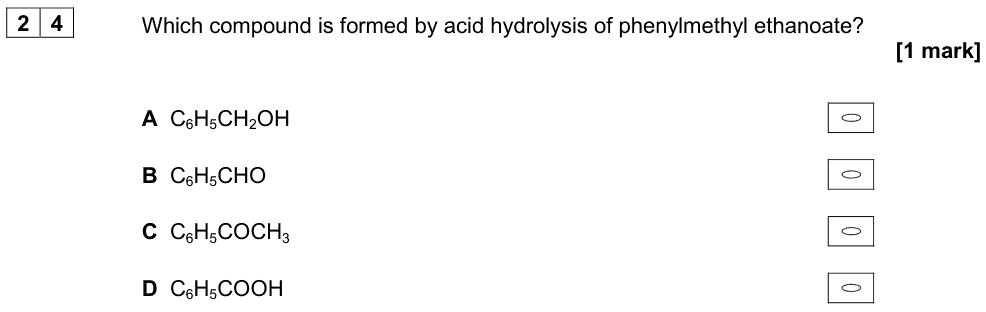 2 4 Which compound is formed by acid hydrolysis of phenylmethyl ethanoate?
[1 mark]
A C₆H₅CH₂OH
B C₆H₅CHO
C C₆H₅COCH₃
D C₆H₅COOH